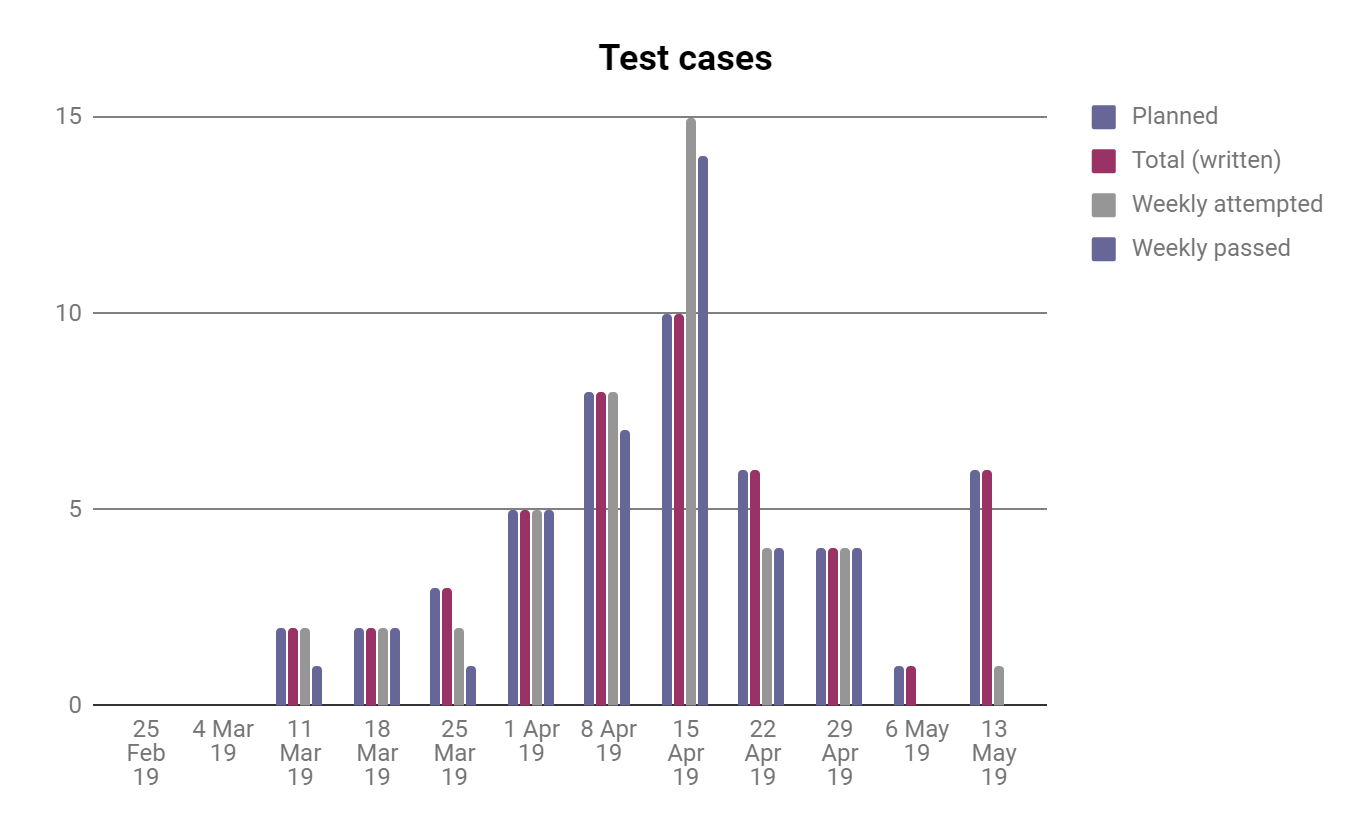 Test cases
15
10
5
0
Planned
Total (written)
Weekly attempted
Weekly passed
25
Feb
19
4 Mar
19
11
Mar
19
18
Mar
19
25
Mar
19
1 Apr
19
8 Apr
19
15
Apr
19
22
Apr
19
29
Apr
19
6 May
19
13
May
19